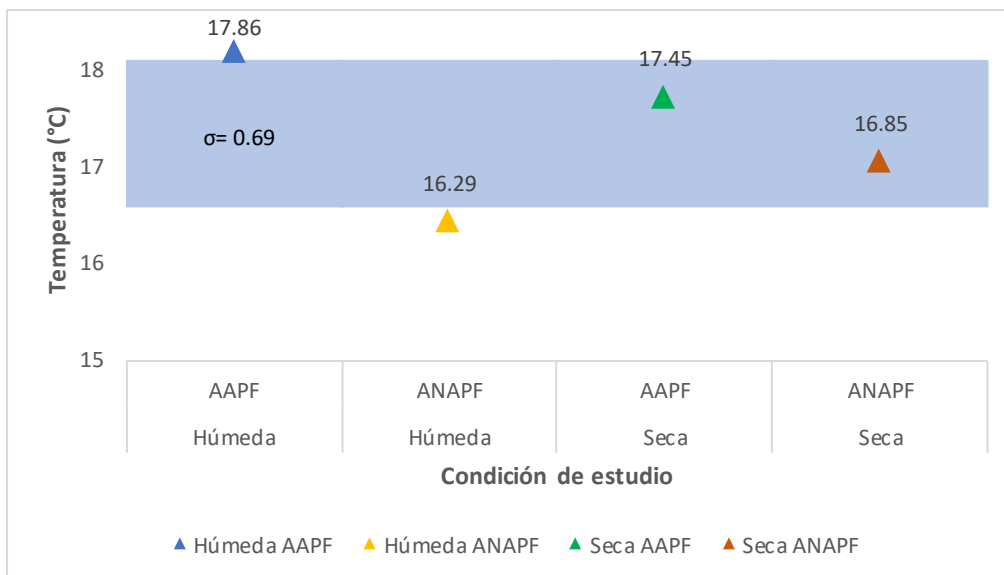 17.86
18
17.45
σ= 0.69
16.85
17
16.29
16
15
Temperatura (°C)
AAPF ANAPF AAPF ANAPF
Húmeda Húmeda Seca Seca
Condición de estudio
Húmeda AAPF Húmeda ANAPF Seca AAPF Seca ANAPF